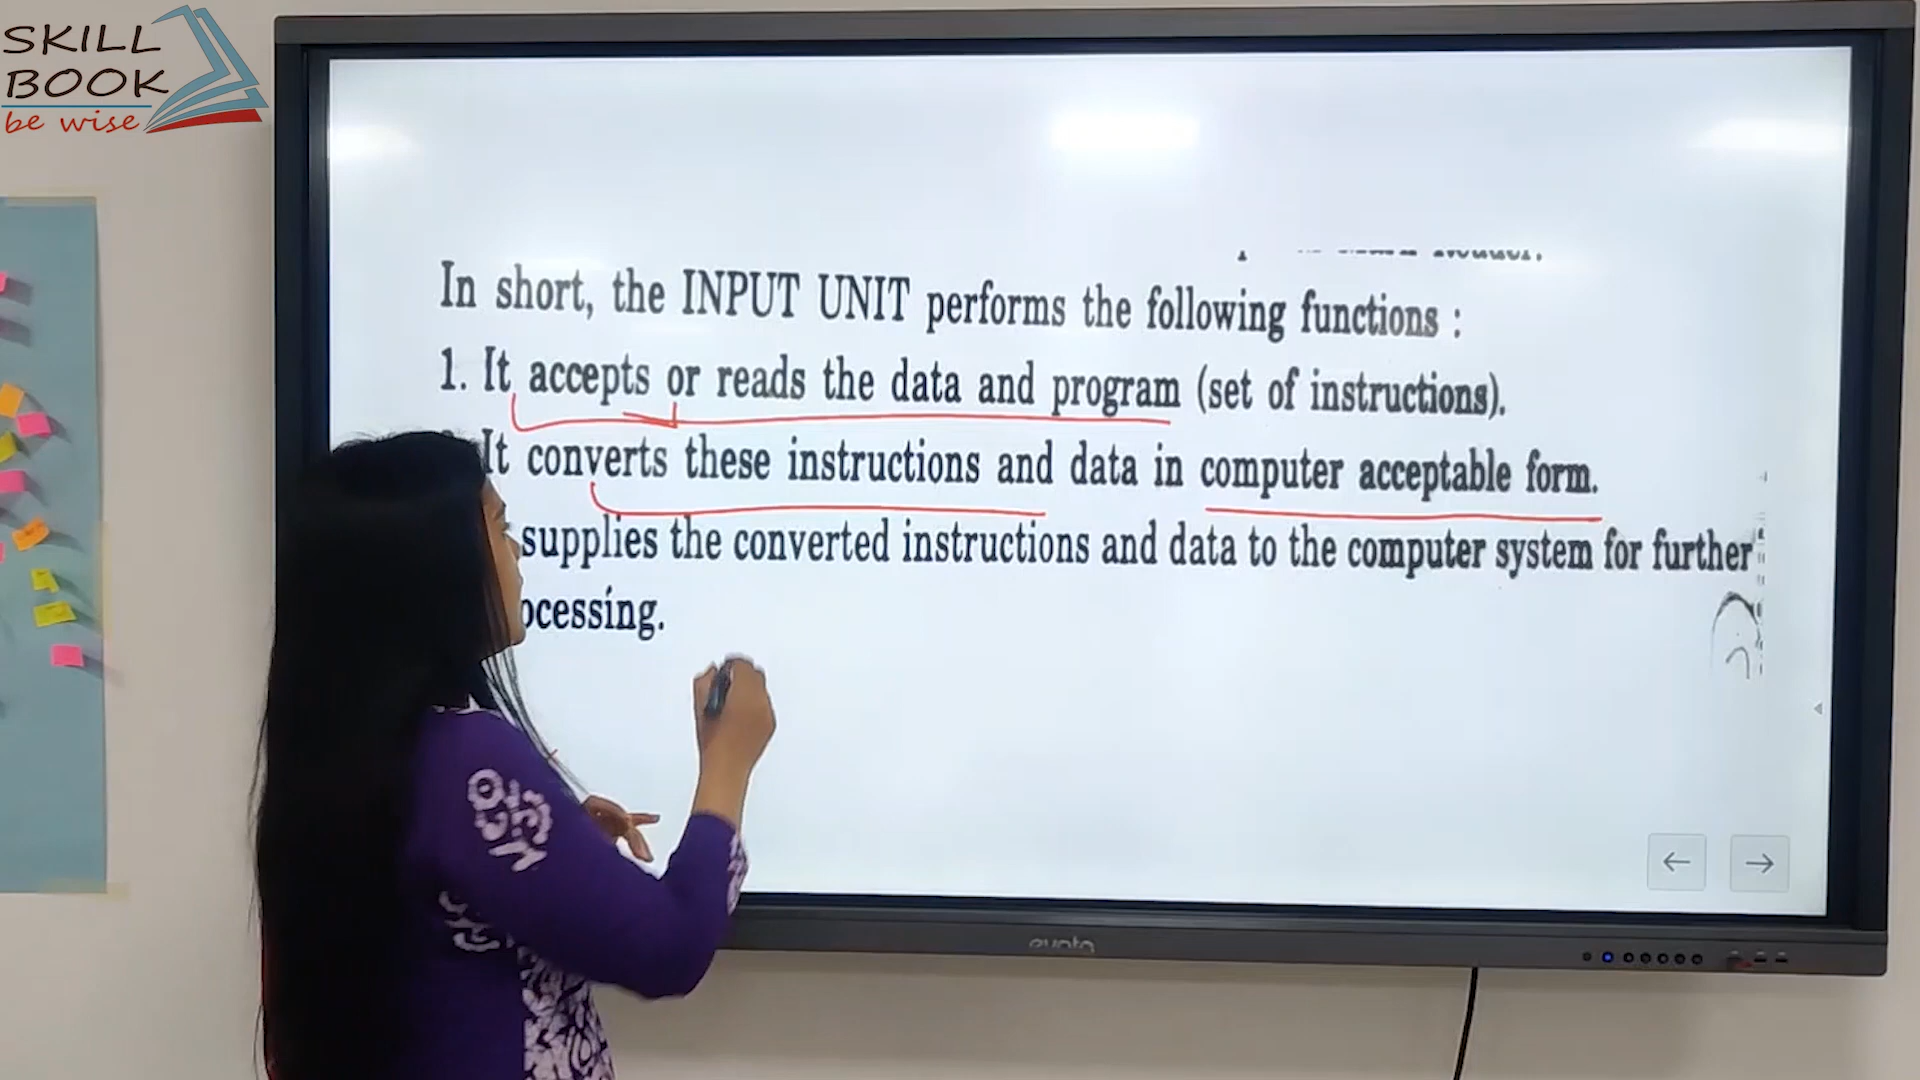 SKILL
BOOK
be wise
In short, the INPUT UNIT performs the following functions :
1. It accepts or reads the data and program (set of instructions).
It converts these instructions and data in computer acceptable form.
supplies the converted instructions and data to the computer system for further
ocessing.